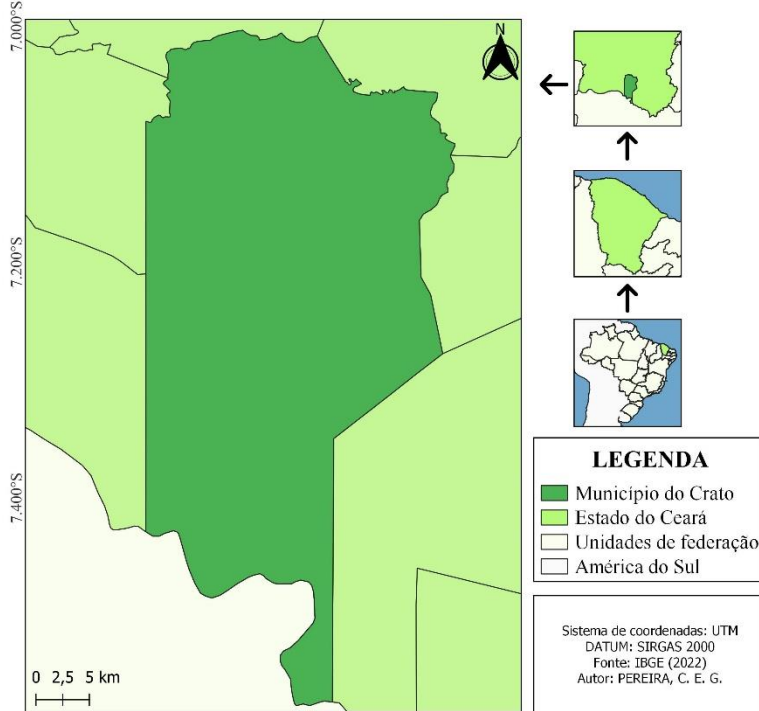 7.000°S
7.200°S
7.400°S
N
0 2,5 5 km
LEGENDA
Município do Crato
Estado do Ceará
Unidades de federação
América do Sul
Sistema de coordenadas: UTM
DATUM: SIRGAS 2000
Fonte: IBGE (2022)
Autor: PEREIRA, C. E. G.